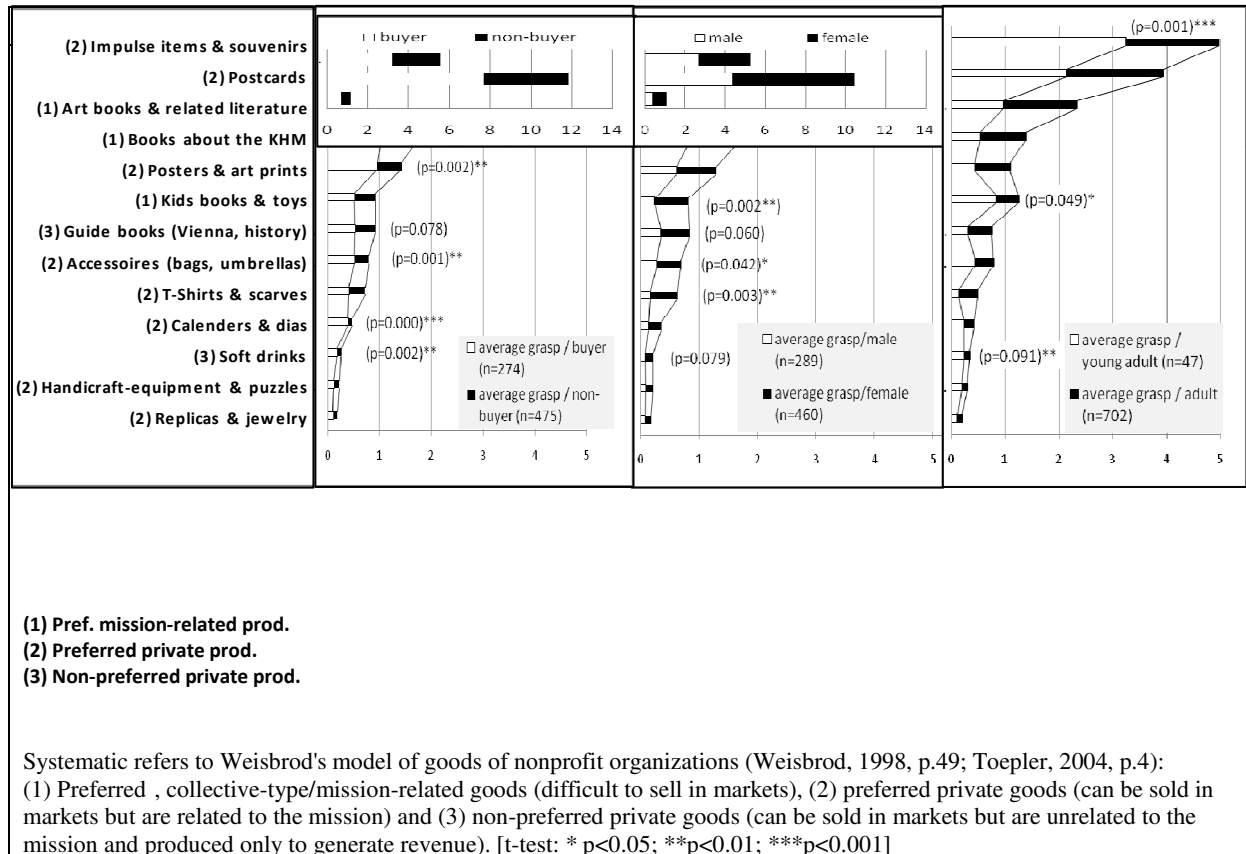 (2) Impulse items & souvenirs
(2) Postcards
(1) Art books & related literature
(1) Books about the KHM
(2) Posters & art prints
(1) Kids books & toys
(3) Guide books (Vienna, history)
(2) Accessoires (bags, umbrellas)
(2) T-Shirts & scarves
(2) Calenders & dias
(3) Soft drinks
(2) Handicraft-equipment & puzzles
(2) Replicas & jewelry
buyer non-buyer
0 2 4 6 8 10 12 14
(p=0.002)**
(p=0.078)
(p=0.001)**
(p=0.000)***
(p=0.002)**
average grasp / buyer
(n=274)
average grasp / non-
buyer (n=475)
0 1 2 3 4 5
male female
0 2 4 6 8 10 12 14
(p=0.002**)
(p=0.060)
(p=0.042)*
(p=0.003)**
(p=0.079)
average grasp/male
(n=289)
average grasp/female
(n=460)
0 1 2 3 4 5
(p=0.001)***
(p=0.049)*
(p=0.091)**
average grasp /
young adult (n=47)
average grasp / adult
(n=702)
0 1 2 3 4 5
(1) Pref. mission-related prod.
(2) Preferred private prod.
(3) Non-preferred private prod.
Systematic refers to Weisbrod's model of goods of nonprofit organizations (Weisbrod, 1998, p.49; Toepler, 2004, p.4):
(1) Preferred , collective-type/mission-related goods (difficult to sell in markets), (2) preferred private goods (can be sold in
markets but are related to the mission) and (3) non-preferred private goods (can be sold in markets but are unrelated to the
mission and produced only to generate revenue). [t-test: * p<0.05; **p<0.01; ***p<0.001]